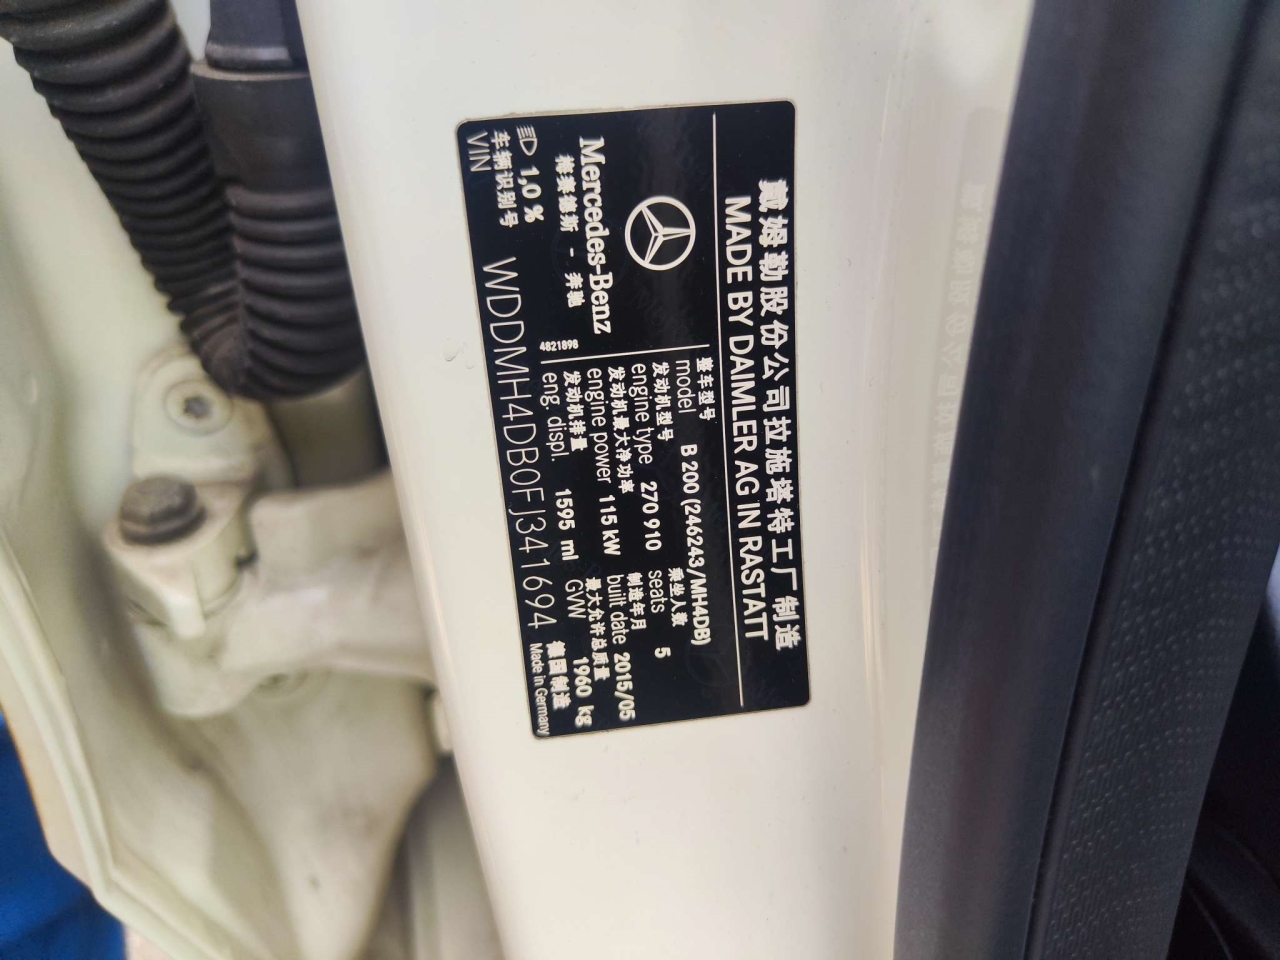 戴姆勒股份公司拉施塔特工厂制造
MADE BY DAIMLER AG IN RASTATT
Mercedes-Benz
梅赛德斯-奔驰
4821898
整车型号
model B 200 (246243/MH4DB)
发动机型号 乘坐人数
engine type 270 910 seats 5
发动机最大净功率 制造年月
engine power 115 kW built date 2015/05
发动机排量 最大允许总质量
eng. displ. 1595 ml GVW 1960 kg
1,0 %
车辆识别号 德国制造
VIN WDDMH4DB0FJ341694 Made in Germany